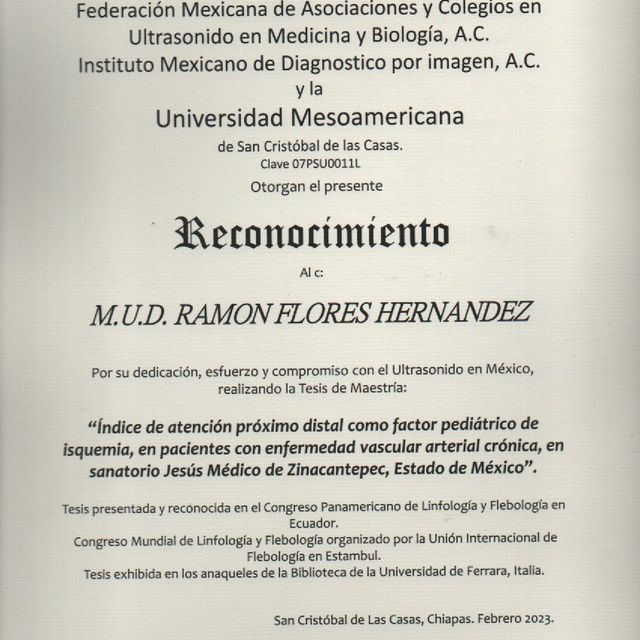 Federación Mexicana de Asociaciones y Colegios en
Ultrasonido en Medicina y Biología, A.C.
Instituto Mexicano de Diagnostico por imagen, A.C.
y la
Universidad Mesoamericana
de San Cristóbal de las Casas.
Clave 07PSU0011L
Otorgan el presente
Reconocimiento
Al c:
M.U.D. RAMON FLORES HERNANDEZ
Por su dedicación, esfuerzo y compromiso con el Ultrasonido en México,
realizando la Tesis de Maestría:
“Índice de atención próximo distal como factor pediátrico de
isquemia, en pacientes con enfermedad vascular arterial crónica, en
sanatorio Jesús Médico de Zinacantepec, Estado de México”.
Tesis presentada y reconocida en el Congreso Panamericano de Linfología y Flebología en
Ecuador.
Congreso Mundial de Linfología y Flebología organizado por la Unión Internacional de
Flebología en Estambul.
Tesis exhibida en los anaqueles de la Biblioteca de la Universidad de Ferrara, Italia.
San Cristóbal de Las Casas, Chiapas. Febrero 2023.